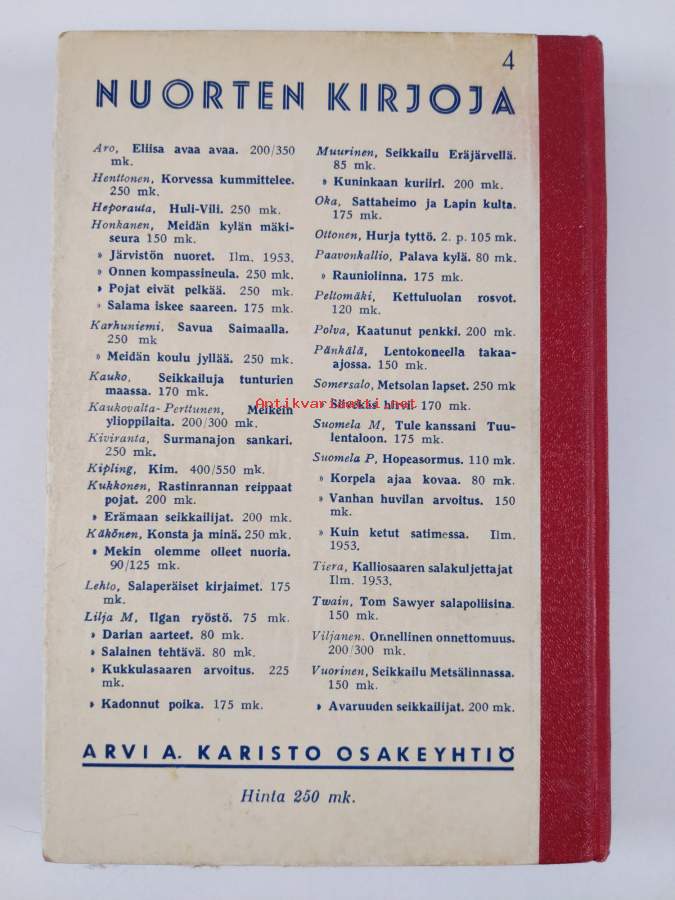 4
NUORTEN KIRJOJA
Aro, Eliisa avaa avaa. 200/350
mk.
Henttonen, Korvessa kummittelee.
250 mk.
Heporauta, Huli-Vili. 250 mk.
Honkanen, Meidän kylän mäki-
seura 150 mk.
» Järvistön nuoret. Ilm. 1953.
» Onnen kompassineula. 250 mk.
» Pojat eivät pelkää. 250 mk.
» Salama iskee saareen. 175 mk.
Karhuniemi, Savua Saimaalla.
250 mk
» Meidän koulu jyllää. 250 mk.
Kauko, Seikkailuja tunturien
maassa. 170 mk.
Kaukovalta-Perttunen, Melkein
ylioppilaita. 200/300 mk.
Kiviranta, Surmanajon sankari.
250 mk.
Kipling, Kim. 400/550 mk.
Kukkonen, Rastinrannan reippaat
pojat. 200 mk.
» Erämaan seikkailijat. 200 mk.
Käkönen, Konsta ja minä. 250 mk.
» Mekin olemme olleet nuoria.
90/125 mk.
Lehto, Salaperäiset kirjaimet. 175
mk.
Lilja M, Ilgan ryöstö. 75 mk.
» Darian aarteet. 80 mk.
» Salainen tehtävä. 80 mk.
» Kukkulasaaren arvoitus. 225
mk.
» Kadonnut poika. 175 mk.
Muurinen, Seikkailu Eräjärvellä.
85 mk.
» Kuninkaan kuriiri. 200 mk.
Oka, Sattaheimo ja Lapin kulta.
175 mk.
Ottonen, Hurja tyttö. 2. p. 105 mk.
Paavonkallio, Palava kylä. 80 mk.
» Rauniolinna. 175 mk.
Peltomäki, Kettuluolan rosvot.
120 mk.
Polva, Kaatunut penkki. 200 mk.
Pänkälä, Lentokoneella takaa-
ajossa. 150 mk.
Somersalo, Metsolan lapset. 250 mk
Antikvariaatti.net
hirvi. 170 mk.
Suomela M, Tule kanssani Tuu-
lentaloon. 175 mk.
Suomela P, Hopeasormus. 110 mk.
» Korpela ajaa kovaa. 80 mk.
» Vanhan huvilan arvoitus. 150
mk.
» Kuin ketut satimessa. Ilm.
1953.
Tiera, Kalliosaaren salakuljettajat
Ilm. 1953.
Twain, Tom Sawyer salapoliisina.
150 mk.
Viljanen. Onnellinen onnettomuus.
200/300 mk.
Vuorinen, Seikkailu Metsälinnassa.
150 mk.
» Avaruuden seikkailijat. 200 mk.
ARVI A. KARISTO OSAKEYHTIÖ
Hinta 250 mk.